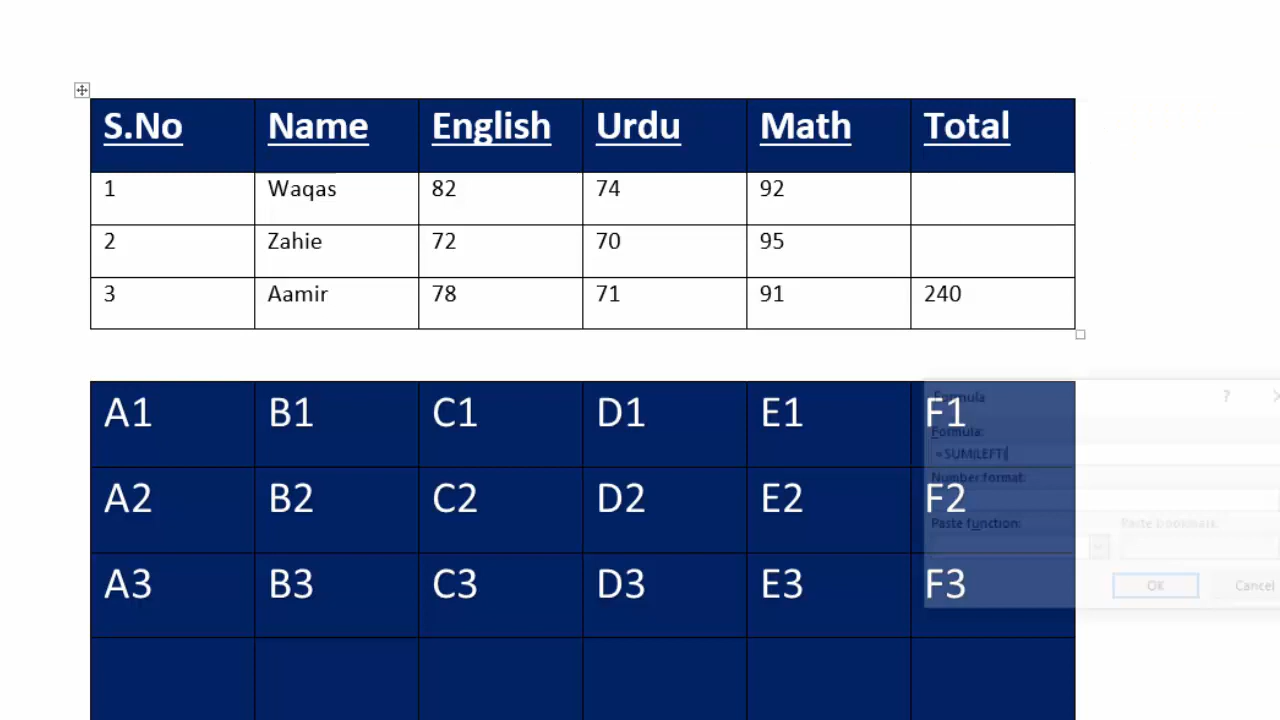 S.No Name English Urdu Math Total
1 Waqas 82 74 92
2 Zahie 72 70 95
3 Aamir 78 71 91 240
A1 B1 C1 D1 E1 F1
Formula ?
Formula:
=SUM(LEFT)
A2 B2 C2 D2 E2 F2
Number format:
Paste function: Paste bookmark:
A3 B3 C3 D3 E3 F3
OK Cancel